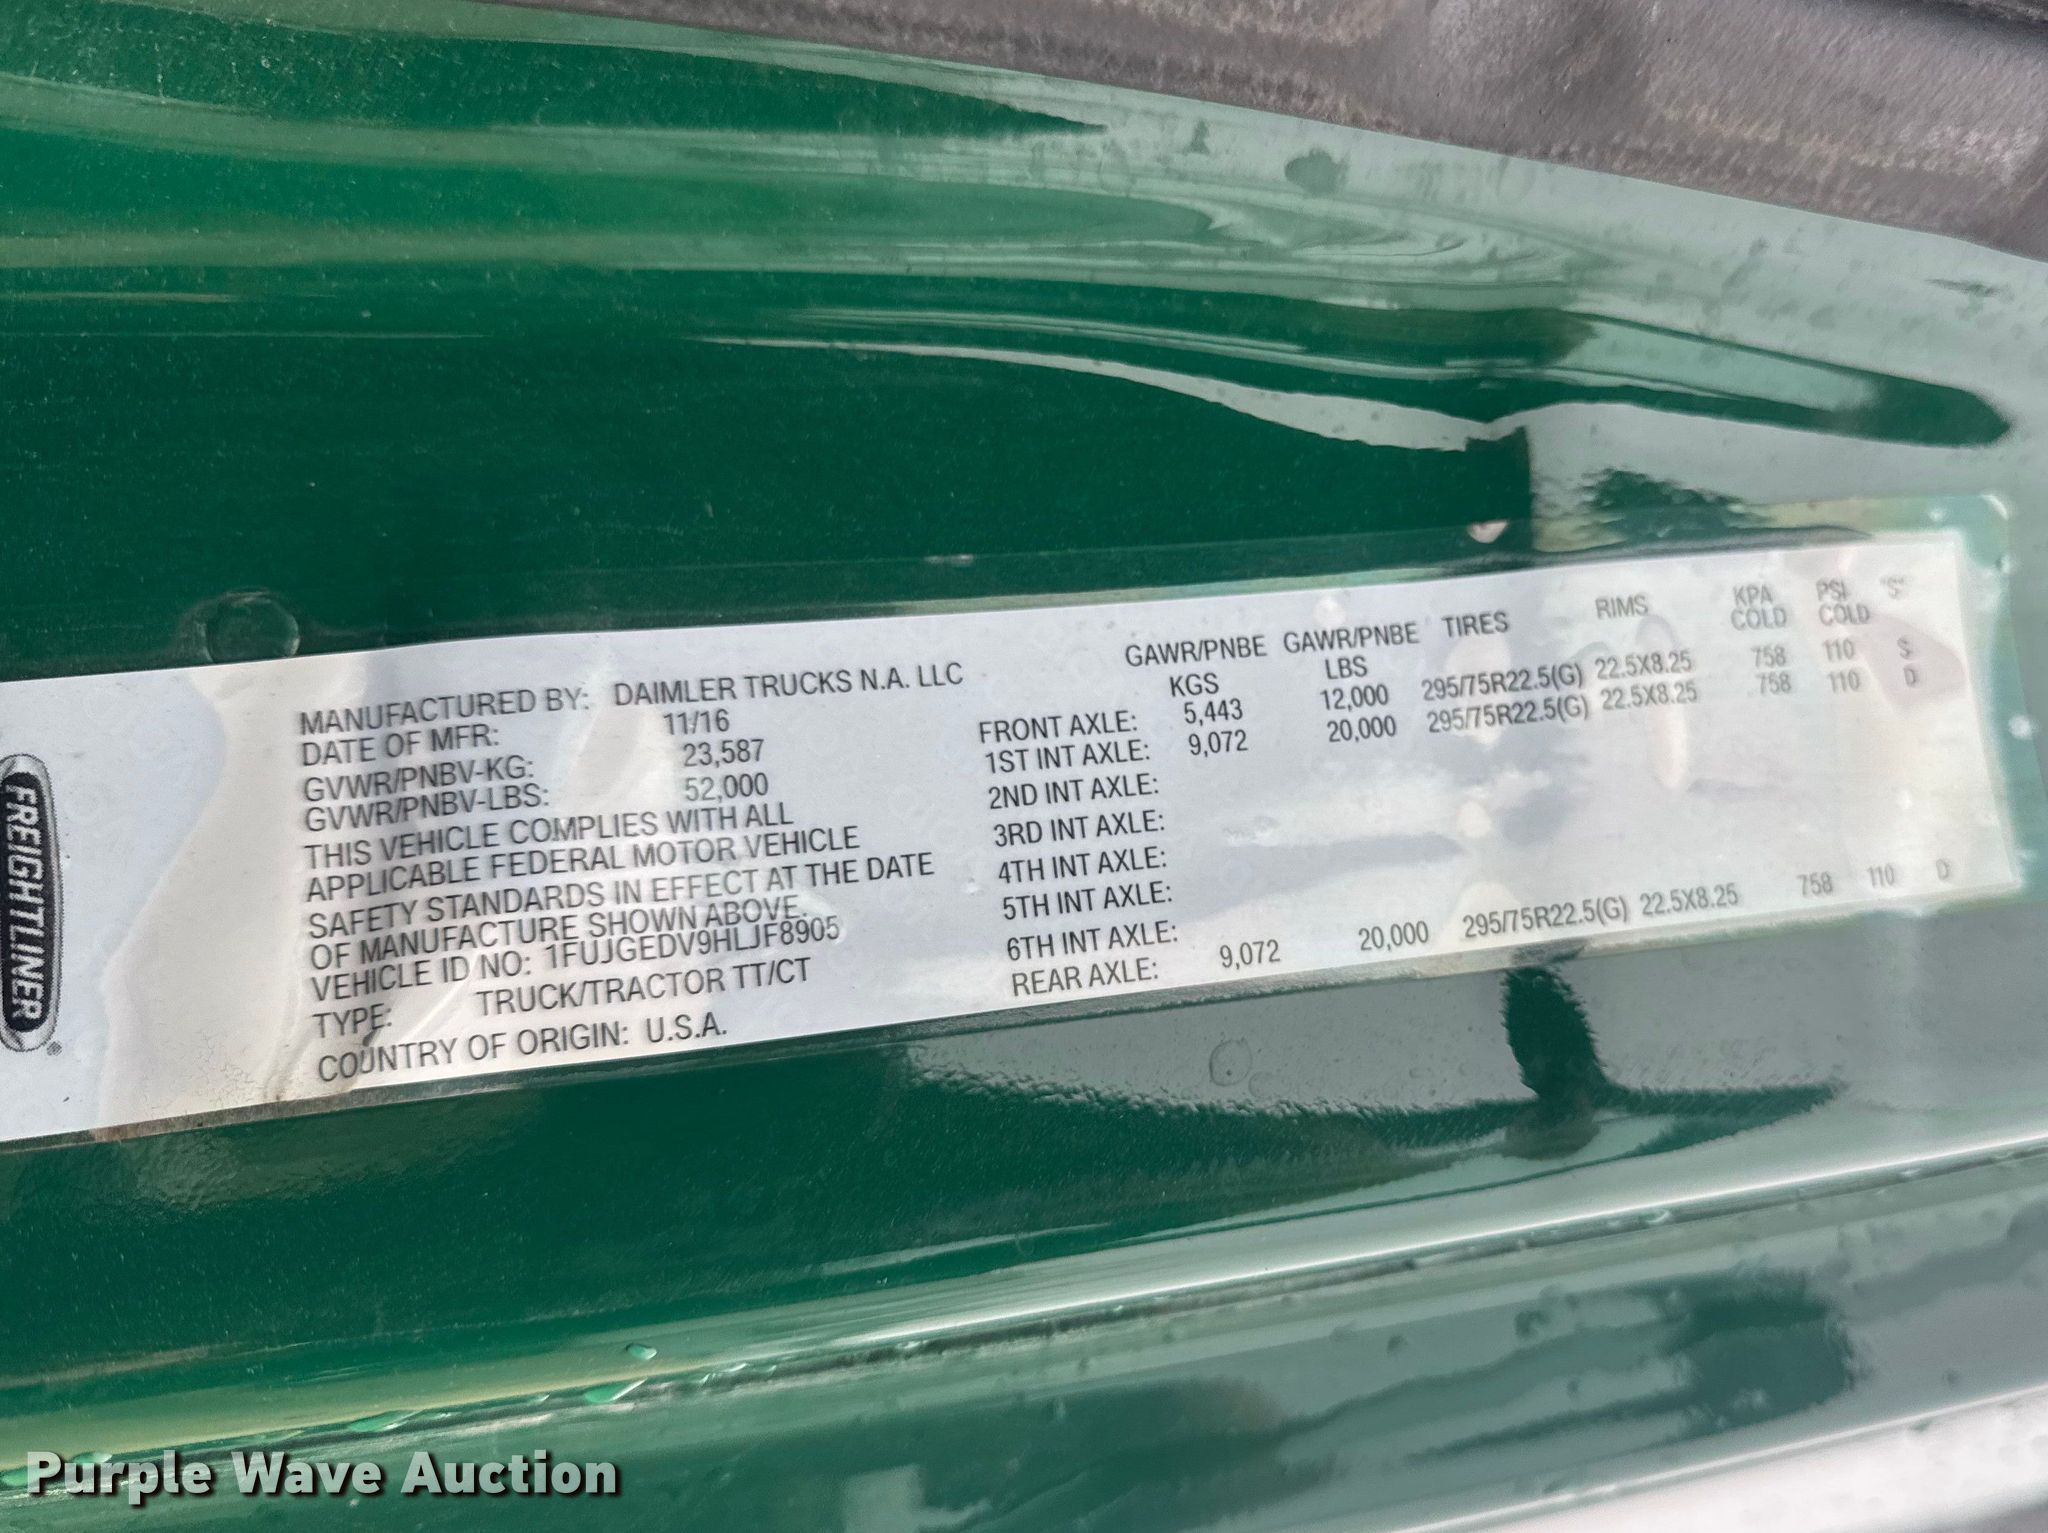 FREIGHTLINER®
MANUFACTURED BY: DAIMLER TRUCKS N.A. LLC
DATE OF MFR: 11/16
GVWR/PNBV-KG: 23,587
GVWR/PNBV-LBS: 52,000
THIS VEHICLE COMPLIES WITH ALL
APPLICABLE FEDERAL MOTOR VEHICLE
SAFETY STANDARDS IN EFFECT AT THE DATE
OF MANUFACTURE SHOWN ABOVE.
VEHICLE ID NO: 1FUJGEDV9HLJF8905
TYPE: TRUCK/TRACTOR TT/CT
COUNTRY OF ORIGIN: U.S.A.
GAWR/PNBE GAWR/PNBE TIRES RIMS KPA PSI "S"
KGS LBS COLD COLD
FRONT AXLE: 5,443 12,000 295/75R22.5(G) 22.5X8.25 758 110 S
1ST INT AXLE: 9,072 20,000 295/75R22.5(G) 22.5X8.25 758 110 D
2ND INT AXLE:
3RD INT AXLE:
4TH INT AXLE:
5TH INT AXLE:
6TH INT AXLE:
REAR AXLE: 9,072 20,000 295/75R22.5(G) 22.5X8.25 758 110 D
Purple Wave Auction